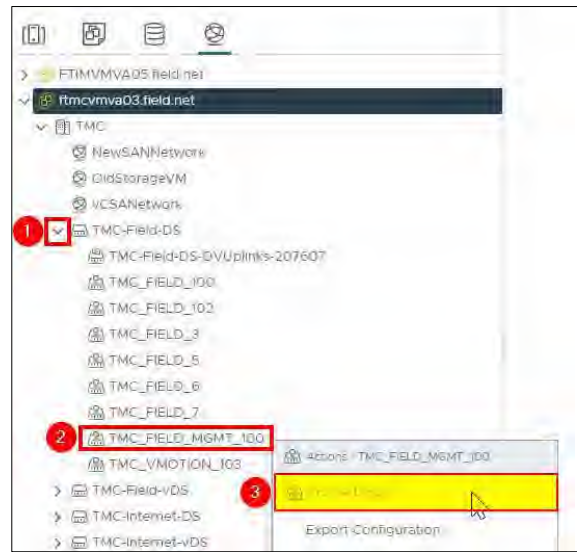 FTIMVMVA05.field.net
ftmcvmva03.field.net
TMC
NewSANNetwork
OldStorageVM
vCSANetwork
1
TMC-Field-DS
TMC-Field-DS-DVUplinks-207607
TMC_FIELD_100
TMC_FIELD_102
TMC_FIELD_3
TMC_FIELD_5
TMC_FIELD_6
TMC_FIELD_7
2 TMC_FIELD_MGMT_100
Actions - TMC_FIELD_MGMT_100
TMC_VMOTION_103
TMC-Field-vDS
3
TMC-Internet-DS
Export Configuration...
TMC-Internet-vDS